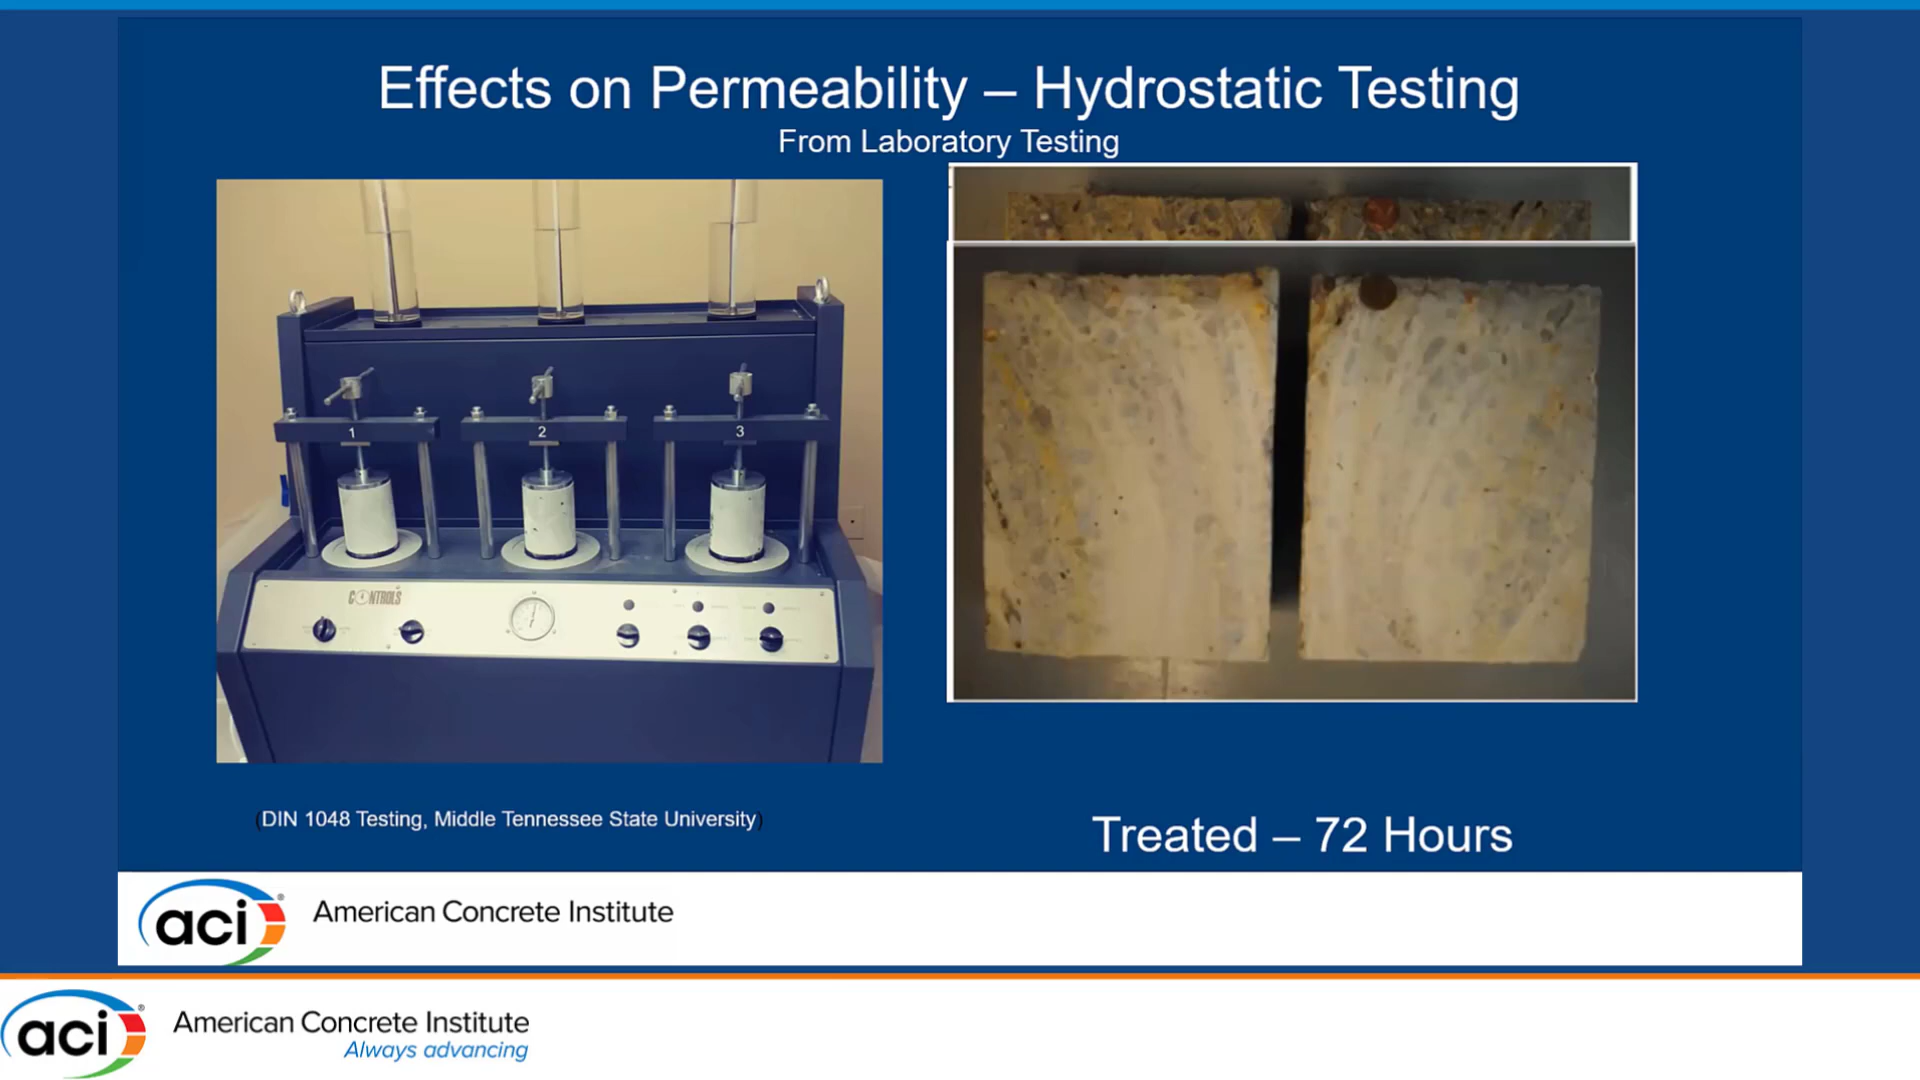 Effects on Permeability – Hydrostatic Testing
From Laboratory Testing
1
2
3
CONTROLS
(DIN 1048 Testing, Middle Tennessee State University)
Treated – 72 Hours
aci® American Concrete Institute
aci® American Concrete Institute
Always advancing